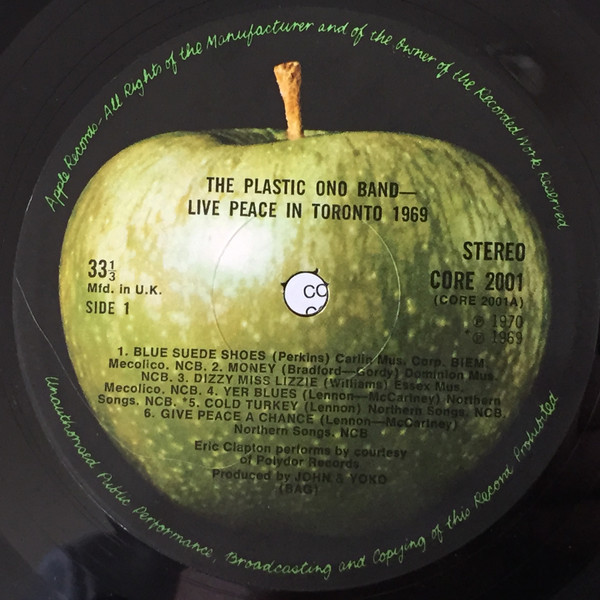 Apple Records—All Rights of the Manufacturer and of the Owner of the Recorded Work Reserved
THE PLASTIC ONO BAND—
LIVE PEACE IN TORONTO 1969
STEREO
33⅓
CORE 2001
Mfd. in U.K.
(CORE 2001A)
SIDE 1
℗ 1970
* ℗ 1969
1. BLUE SUEDE SHOES (Perkins) Carlin Mus. Corp. BIEM.
Mecolico. NCB. 2. MONEY (Bradford—Gordy) Dominion Mus.
NCB. 3. DIZZY MISS LIZZIE (Williams) Essex Mus.
Mecolico. NCB. 4. YER BLUES (Lennon—McCartney) Northern
Songs. NCB. *5. COLD TURKEY (Lennon) Northern Songs. NCB.
6. GIVE PEACE A CHANCE (Lennon—McCartney)
Northern Songs. NCB
Eric Clapton performs by courtesy
of Polydor Records
Produced by JOHN & YOKO
(BAG)
Unauthorised Public Performance, Broadcasting and Copying of this Record Prohibited